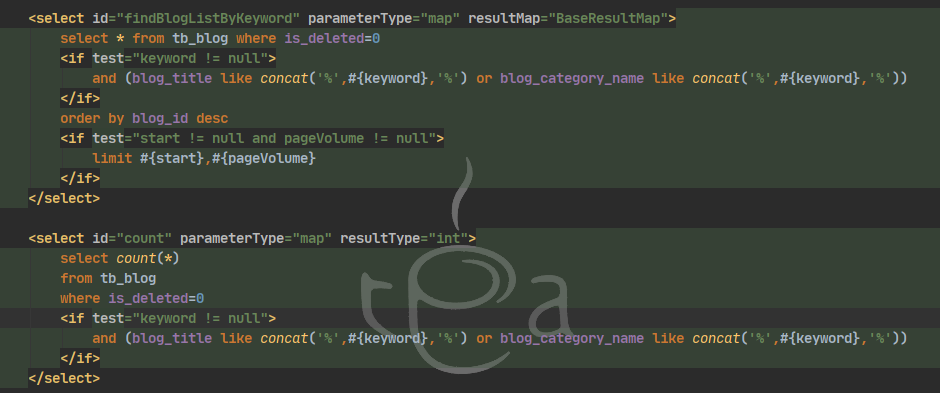 <select id="findBlogListByKeyword" parameterType="map" resultMap="BaseResultMap">
select * from tb_blog where is_deleted=0
<if test="keyword != null">
and (blog_title like concat('%',#{keyword},'%') or blog_category_name like concat('%',#{keyword},'%'))
</if>
order by blog_id desc
<if test="start != null and pageVolume != null">
limit #{start},#{pageVolume}
</if>
</select>
<select id="count" parameterType="map" resultType="int">
select count(*)
from tb_blog
where is_deleted=0
<if test="keyword != null">
and (blog_title like concat('%',#{keyword},'%') or blog_category_name like concat('%',#{keyword},'%'))
</if>
</select>
tea